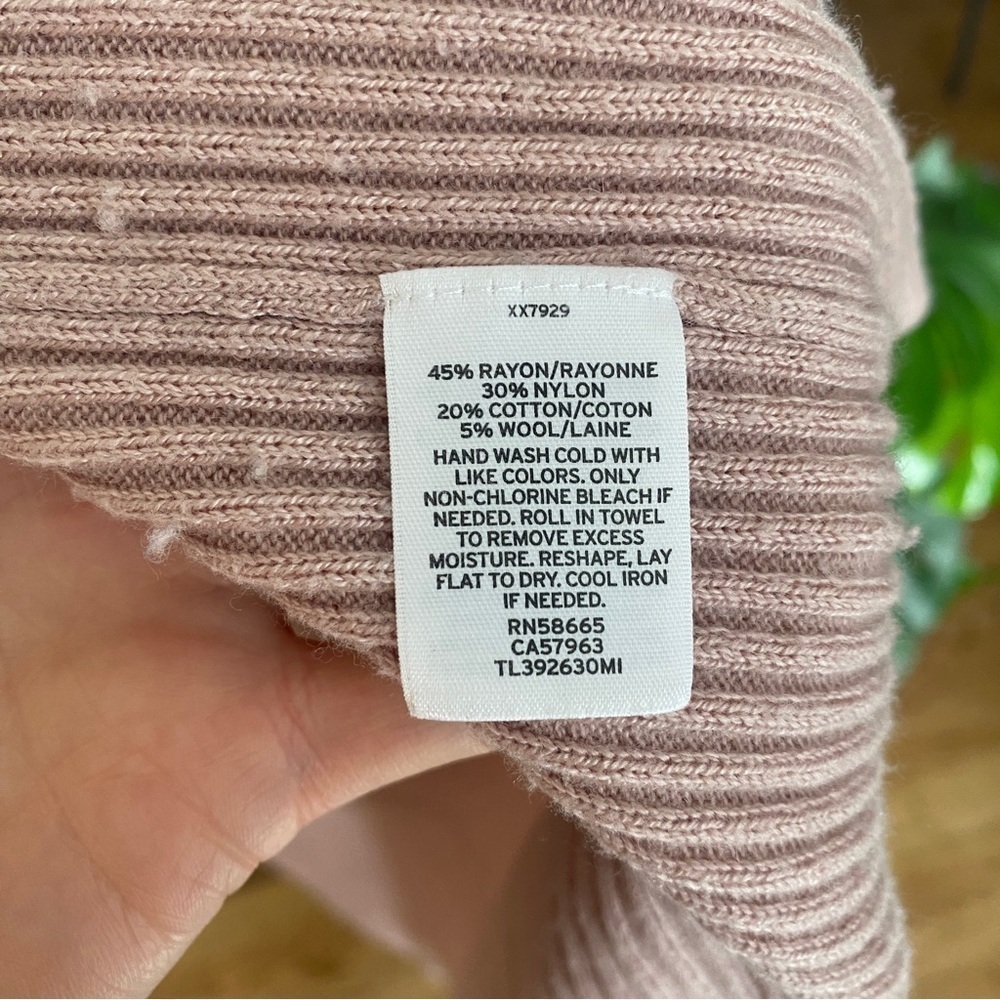 XX7929
45% RAYON/RAYONNE
30% NYLON
20% COTTON/COTON
5% WOOL/LAINE
HAND WASH COLD WITH
LIKE COLORS. ONLY
NON-CHLORINE BLEACH IF
NEEDED. ROLL IN TOWEL
TO REMOVE EXCESS
MOISTURE. RESHAPE, LAY
FLAT TO DRY. COOL IRON
IF NEEDED.
RN58665
CA57963
TL392630MI